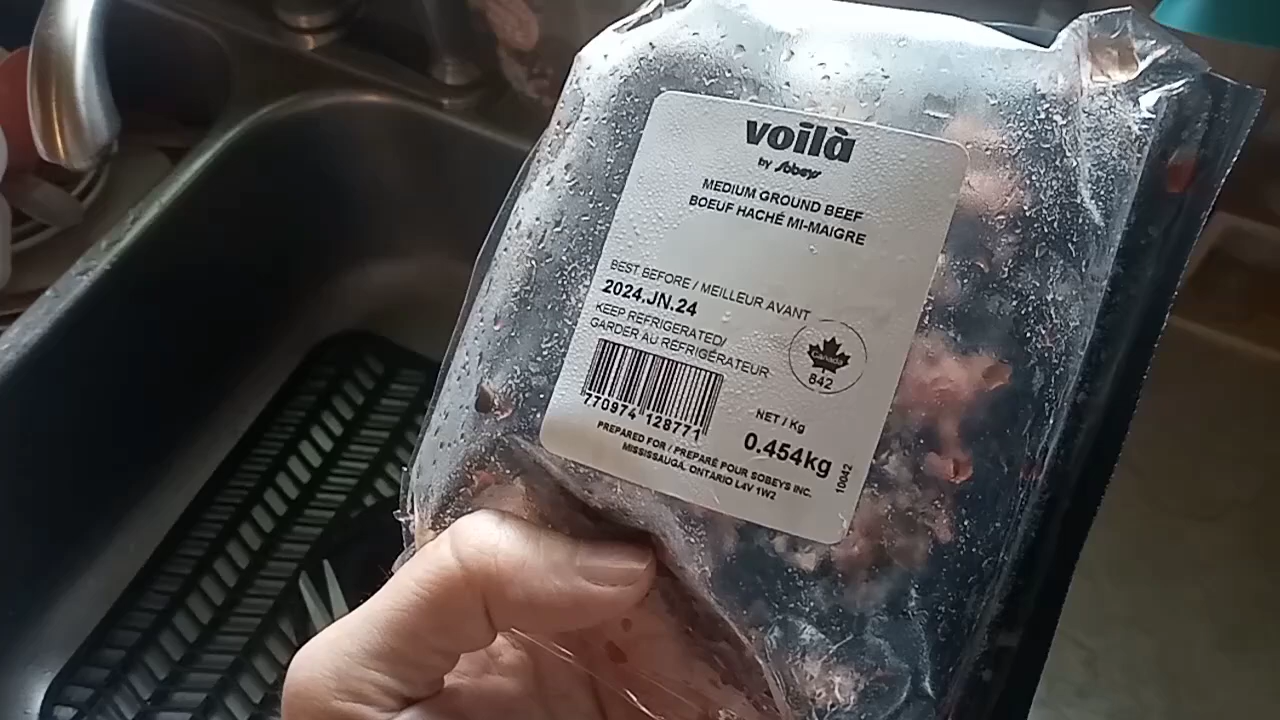 voilà
by Sobeys
MEDIUM GROUND BEEF
BOEUF HACHÉ MI-MAIGRE
BEST BEFORE / MEILLEUR AVANT
2024.JN.24
KEEP REFRIGERATED/
GARDER AU RÉFRIGÉRATEUR
Canada
842
770974 128771
NET / Kg
0.454kg
PREPARED FOR / PRÉPARÉ POUR SOBEYS INC.
MISSISSAUGA, ONTARIO L4V 1W2
10042